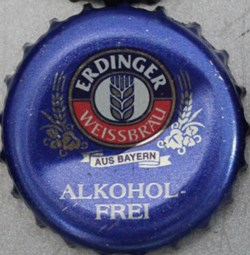 ERDINGER
WEISSBRÄU
AUS BAYERN
ALKOHOL-
FREI